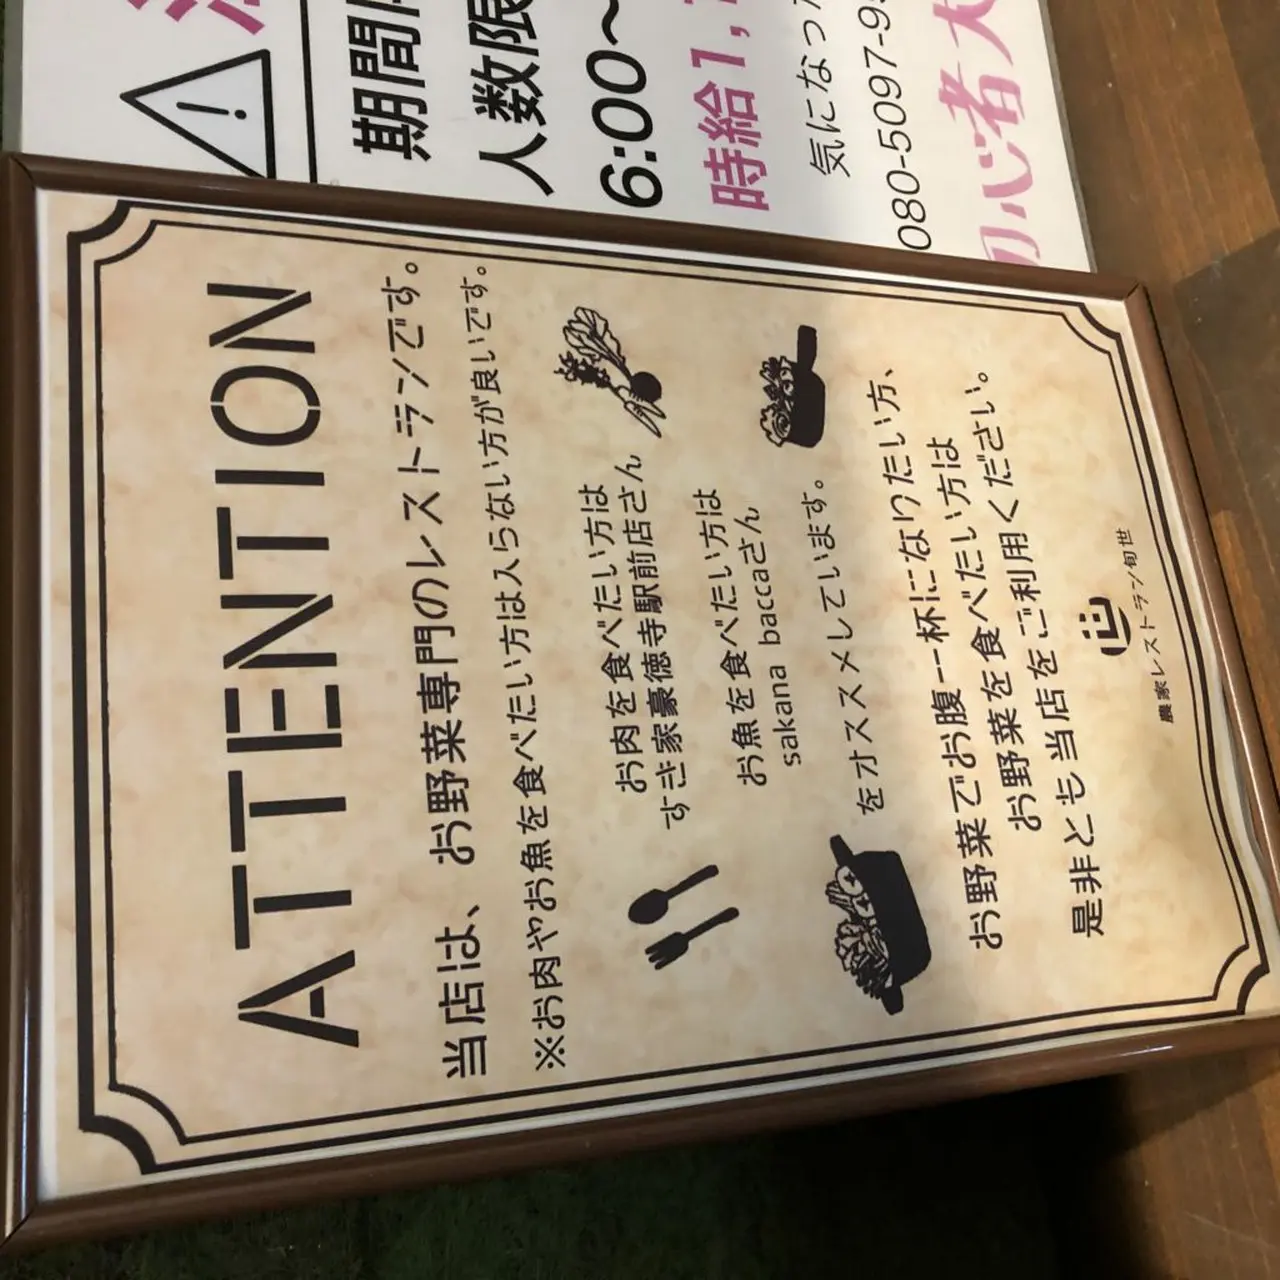 ATTENTION
当店は、お野菜専門のレストランです。
※お肉やお魚を食べたい方は入らない方が良いです。
お肉を食べたい方は
すき家豪徳寺駅前店さん
お魚を食べたい方は
sakana baccaさん
をオススメしています。
お野菜でお腹一杯になりたい方、
お野菜を食べたい方は
是非とも当店をご利用ください。
農家レストラン旬世
期間
人数限
6:00〜
時給1,
気になった
080-5097-9
初心者大